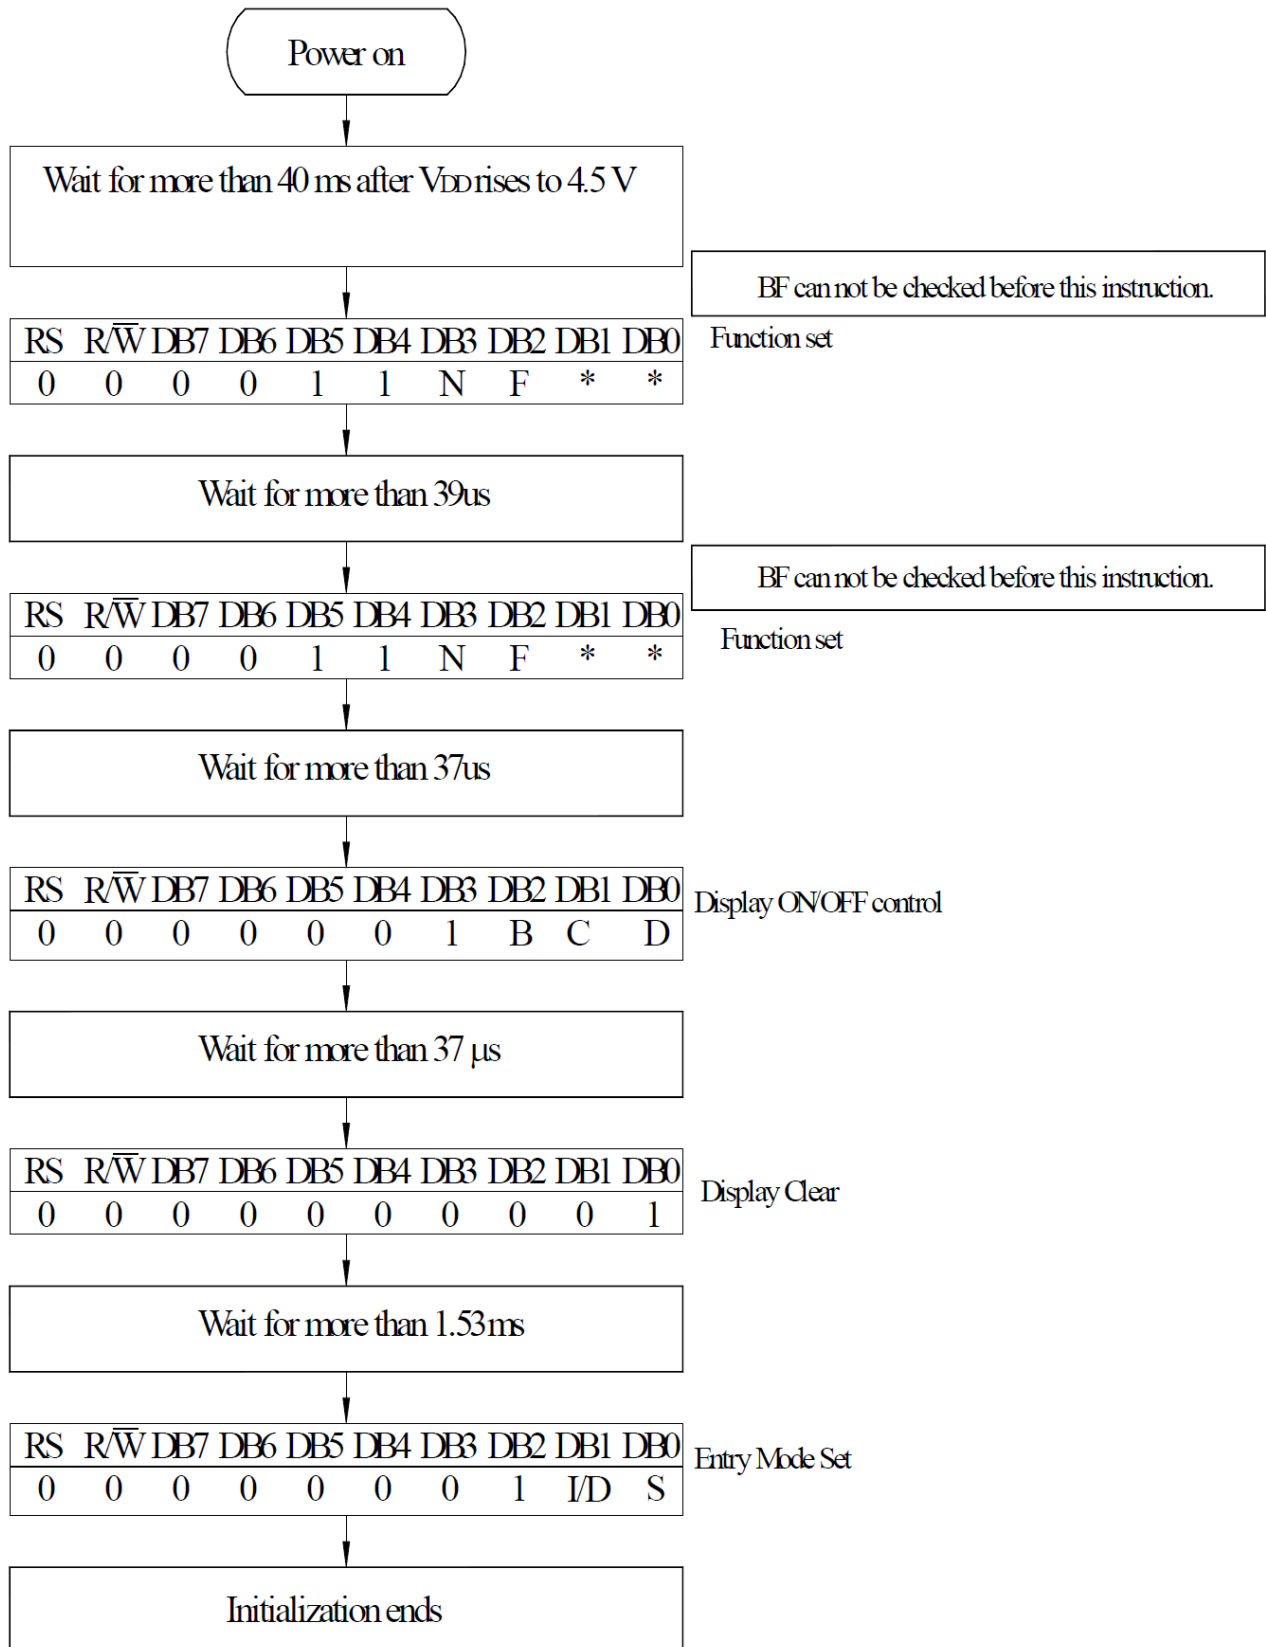 Power on
Wait for more than 40 ms after VDD rises to 4.5 V
BF can not be checked before this instruction.
RS R/W̅ DB7 DB6 DB5 DB4 DB3 DB2 DB1 DB0
Function set
0 0 0 0 1 1 N F * *
Wait for more than 39us
BF can not be checked before this instruction.
RS R/W̅ DB7 DB6 DB5 DB4 DB3 DB2 DB1 DB0
Function set
0 0 0 0 1 1 N F * *
Wait for more than 37us
RS R/W̅ DB7 DB6 DB5 DB4 DB3 DB2 DB1 DB0
Display ON/OFF control
0 0 0 0 0 0 1 B C D
Wait for more than 37 μs
RS R/W̅ DB7 DB6 DB5 DB4 DB3 DB2 DB1 DB0
Display Clear
0 0 0 0 0 0 0 0 0 1
Wait for more than 1.53ms
RS R/W̅ DB7 DB6 DB5 DB4 DB3 DB2 DB1 DB0
Entry Mode Set
0 0 0 0 0 0 0 1 I/D S
Initialization ends